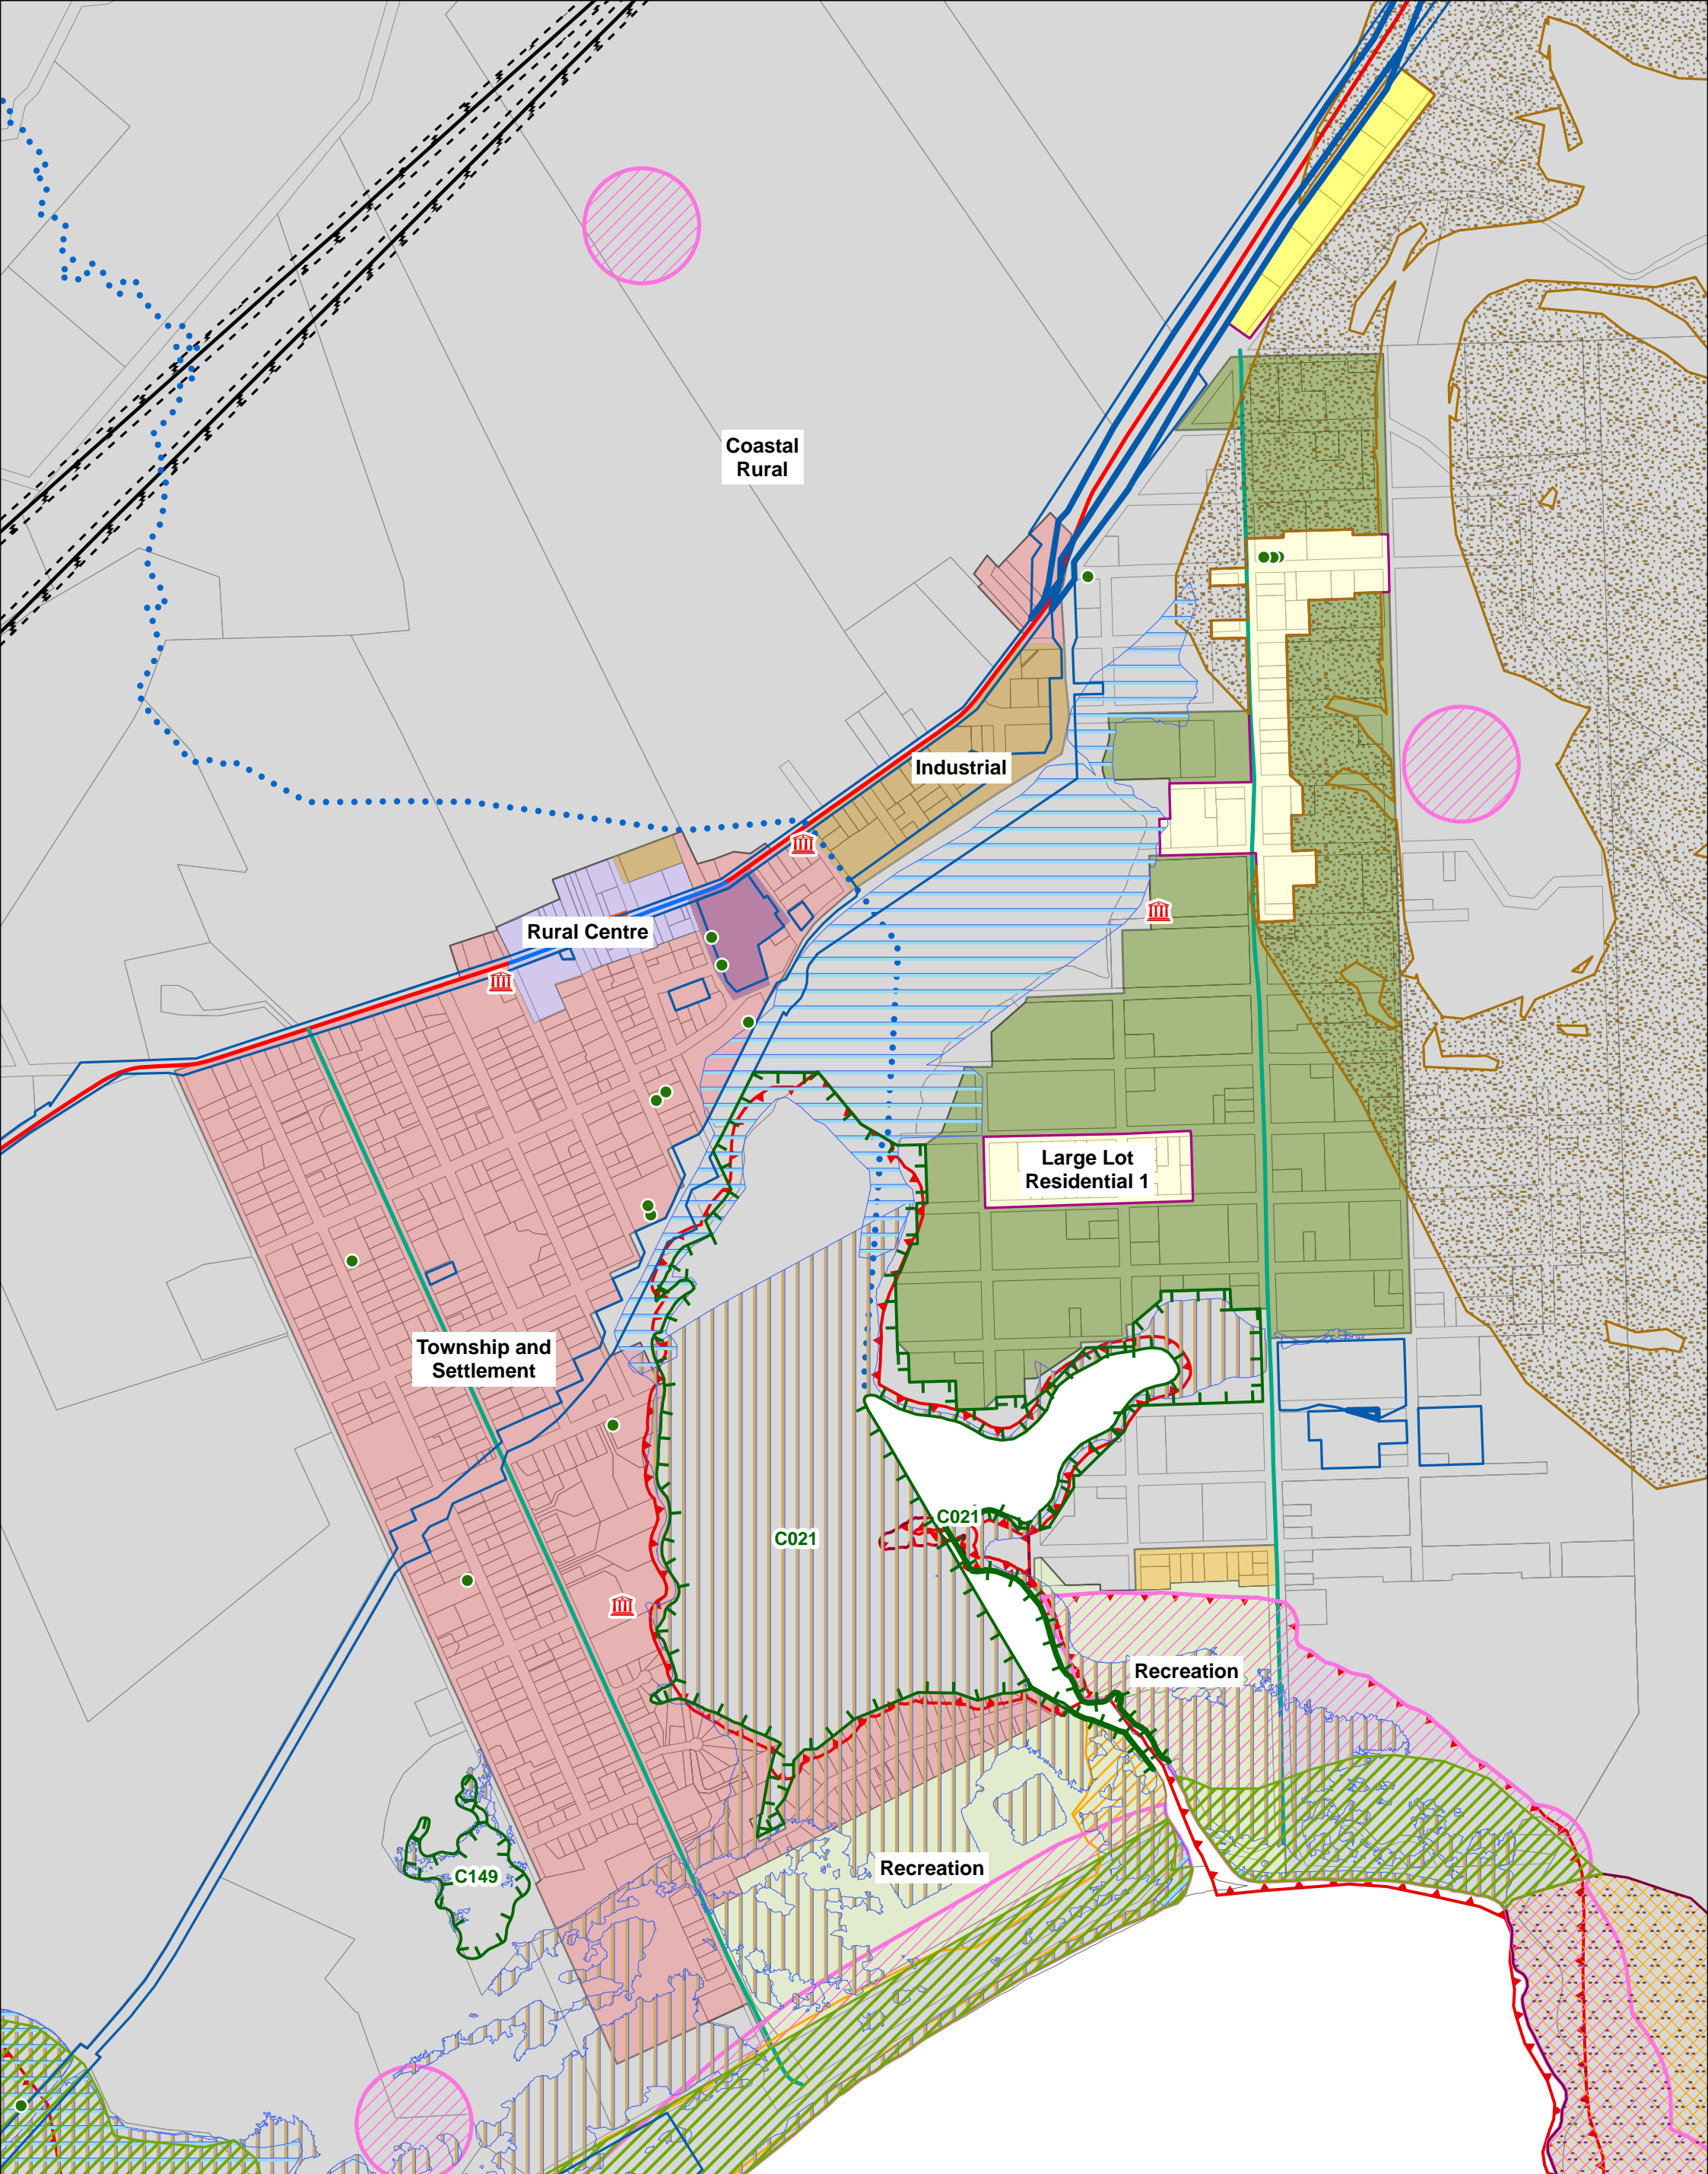 Coastal
Rural
Industrial
Rural Centre
Large Lot
Residential 1
Township and
Settlement
C021
C021
Recreation
Recreation
C149